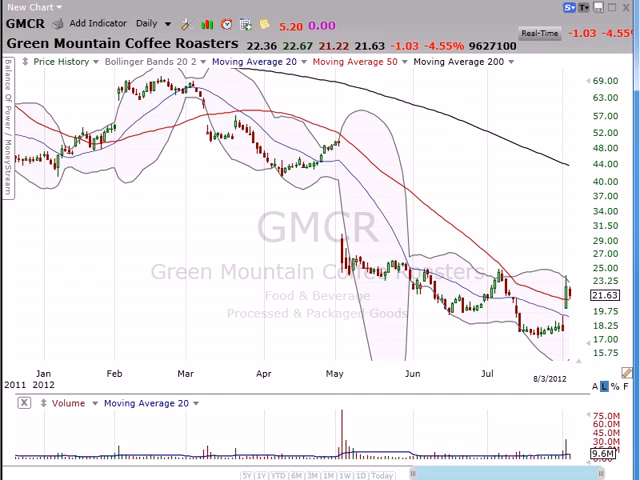 New Chart
GMCR Add Indicator Daily 5.20 0.00
Green Mountain Coffee Roasters 22.36 22.67 21.22 21.63 -1.03 -4.55% 9627100
Real-Time -1.03 -4.55%
Price History Bollinger Bands 20 2 Moving Average 20 Moving Average 50 Moving Average 200
Balance Of Power / MoneyStream
69.00
63.00
57.00
52.00
48.00
44.00
40.00
37.00
34.00
31.50
29.00
27.00
25.00
23.25
21.63
19.75
18.25
17.00
15.75
GMCR
Green Mountain Coffee Roasters
Food & Beverage
Processed & Packaged Goods
Jan Feb Mar Apr May Jun Jul 8/3/2012
2011 2012
A L % F
X Volume Moving Average 20
75.0M
60.0M
45.0M
30.0M
9.6M
5Y 1Y YTD 6M 3M 1M 1W 1D Today